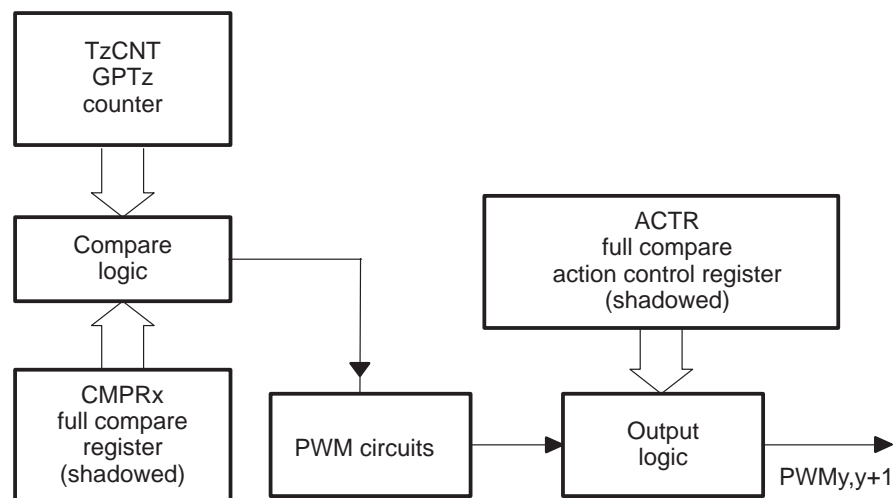 TzCNT
GPTz
counter
Compare
logic
CMPRx
full compare
register
(shadowed)
PWM circuits
ACTR
full compare
action control register
(shadowed)
Output
logic
PWMy,y+1